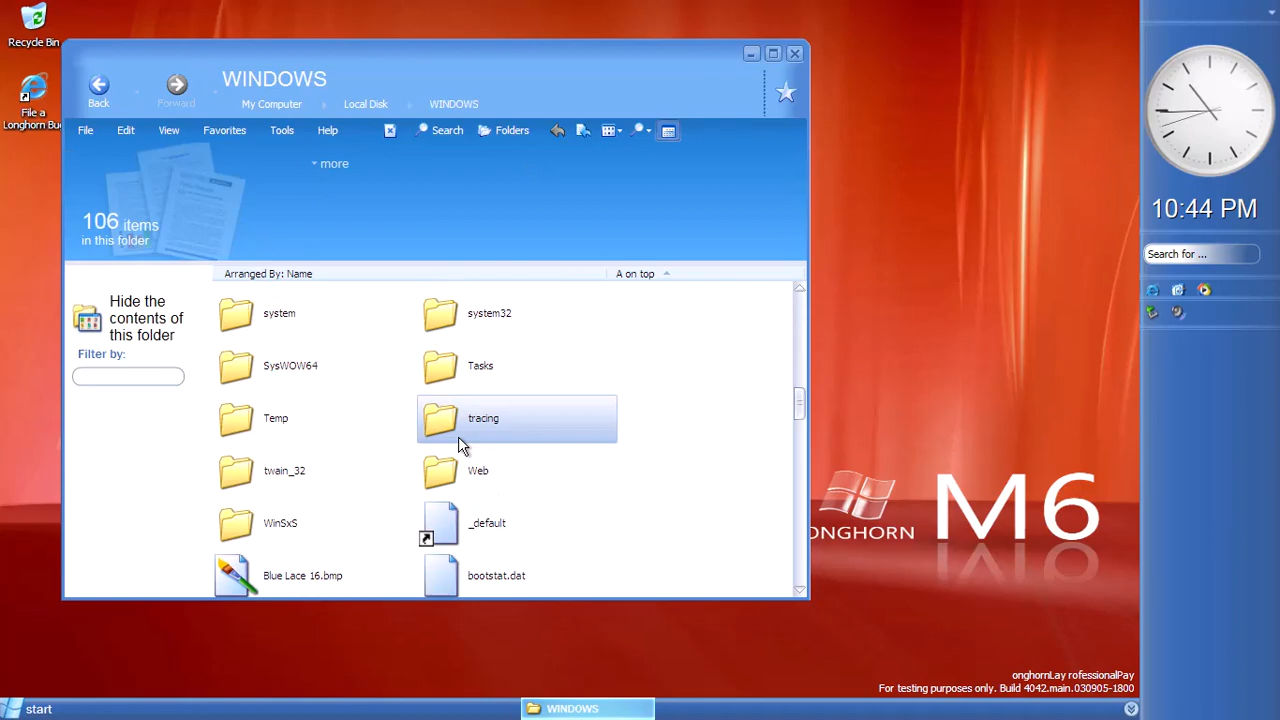 Recycle Bin
File a
Longhorn Bug
WINDOWS
Back
Forward
My Computer
Local Disk
WINDOWS
File
Edit
View
Favorites
Tools
Help
Search
Folders
more
106 items
in this folder
Arranged By: Name
A on top
Hide the
contents of
this folder
Filter by:
system
system32
SysWOW64
Tasks
Temp
tracing
twain_32
Web
WinSxS
_default
Blue Lace 16.bmp
bootstat.dat
10:44 PM
Search for ...
ONGHORN M6
onghornLay rofessionalPay
For testing purposes only. Build 4042.main.030905-1800
start
WINDOWS